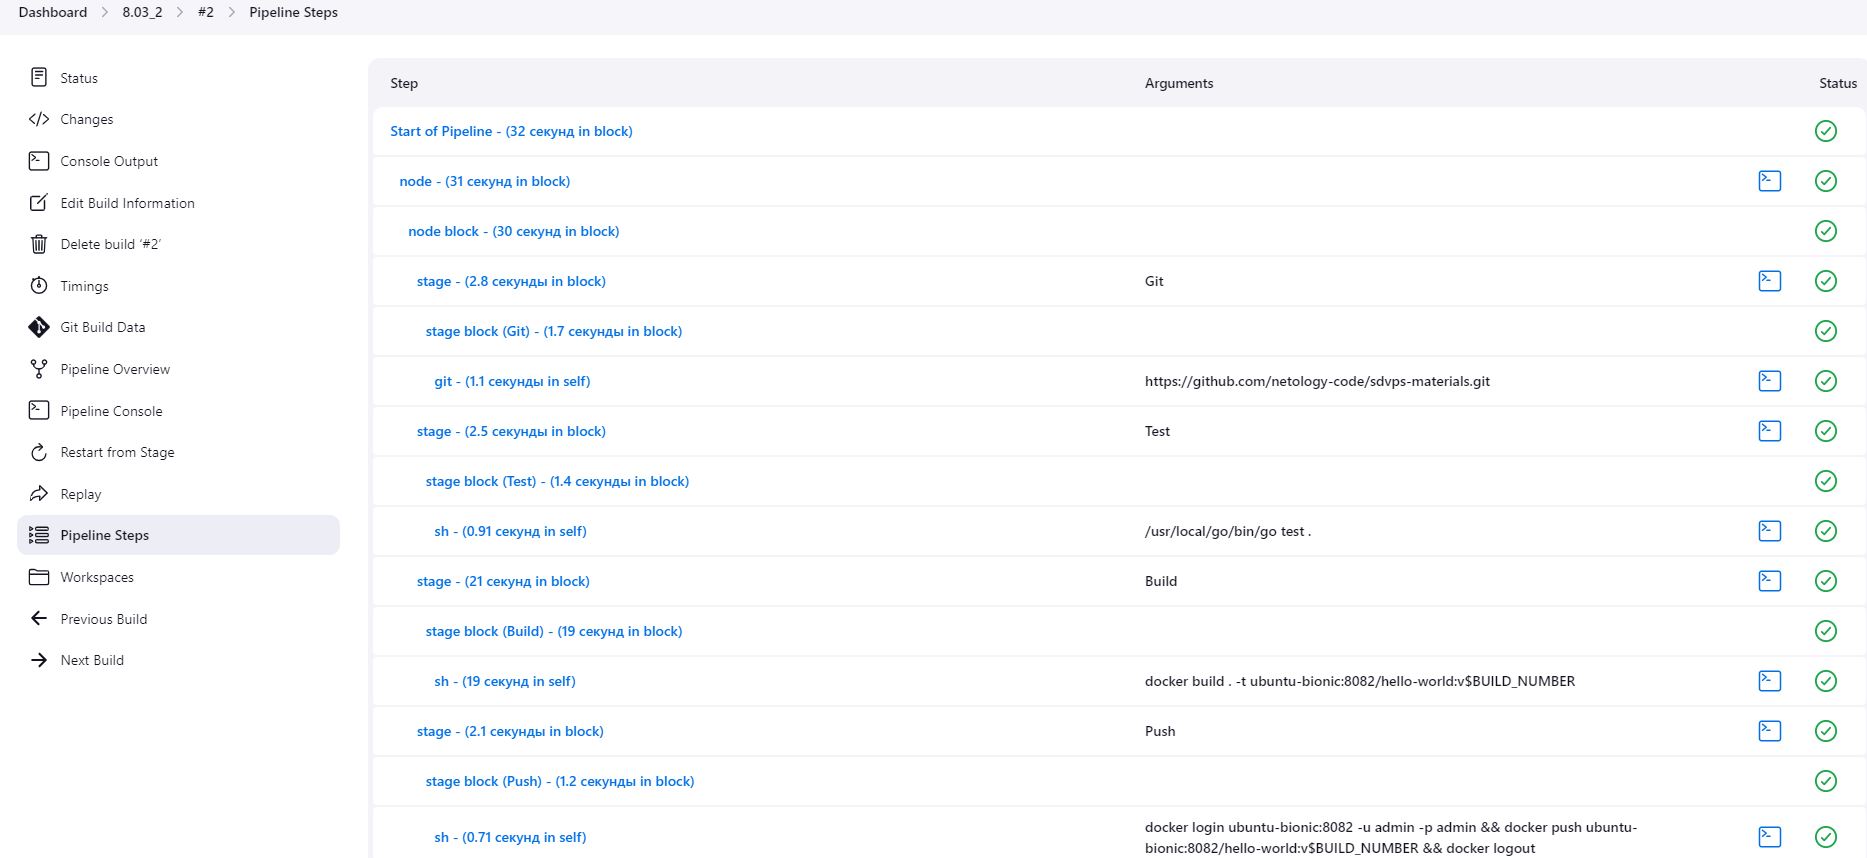 Dashboard > 8.03_2 > #2 > Pipeline Steps
Status
Changes
Console Output
Edit Build Information
Delete build ‘#2’
Timings
Git Build Data
Pipeline Overview
Pipeline Console
Restart from Stage
Replay
Pipeline Steps
Workspaces
Previous Build
Next Build
Step Arguments Status
Start of Pipeline - (32 секунд in block)
node - (31 секунд in block)
node block - (30 секунд in block)
stage - (2.8 секунды in block) Git
stage block (Git) - (1.7 секунды in block)
git - (1.1 секунды in self) https://github.com/netology-code/sdvps-materials.git
stage - (2.5 секунды in block) Test
stage block (Test) - (1.4 секунды in block)
sh - (0.91 секунд in self) /usr/local/go/bin/go test .
stage - (21 секунд in block) Build
stage block (Build) - (19 секунд in block)
sh - (19 секунд in self) docker build . -t ubuntu-bionic:8082/hello-world:v$BUILD_NUMBER
stage - (2.1 секунды in block) Push
stage block (Push) - (1.2 секунды in block)
sh - (0.71 секунд in self) docker login ubuntu-bionic:8082 -u admin -p admin && docker push ubuntu-
bionic:8082/hello-world:v$BUILD_NUMBER && docker logout